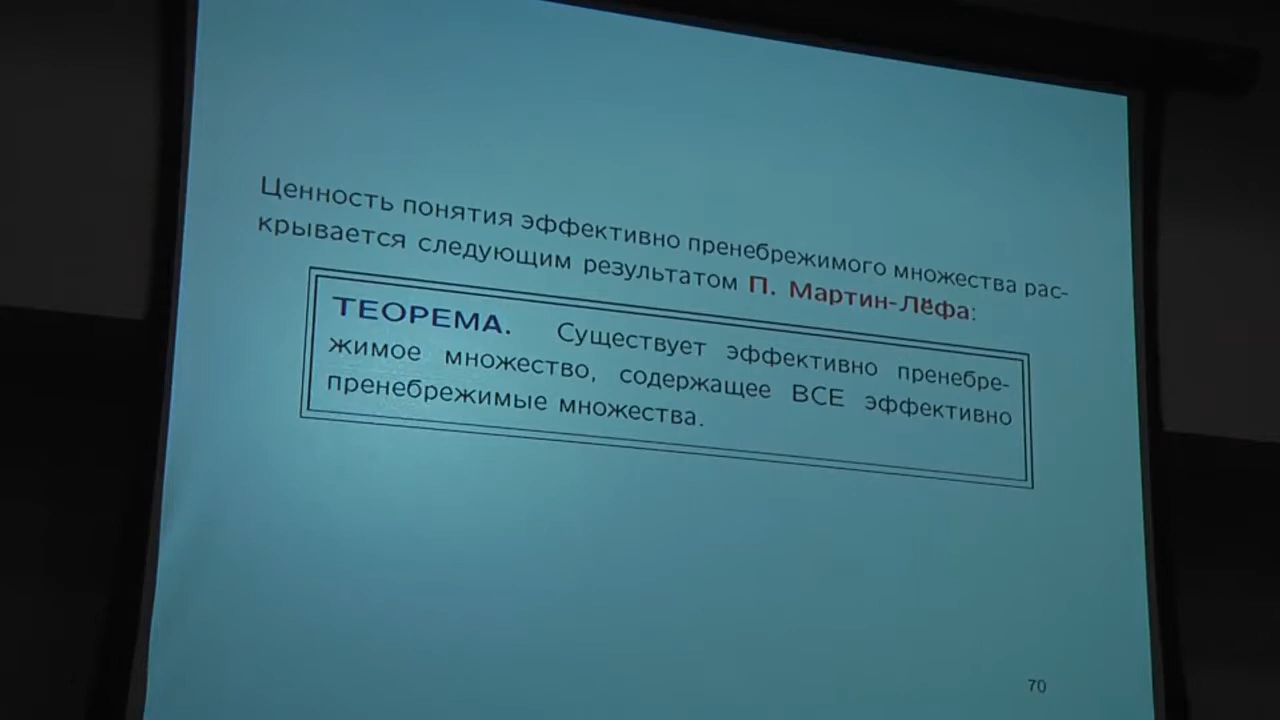 Ценность понятия эффективно пренебрежимого множества рас-
крывается следующим результатом П. Мартин-Лёфа:
ТЕОРЕМА. Существует эффективно пренебре-
жимое множество, содержащее ВСЕ эффективно
пренебрежимые множества.
70